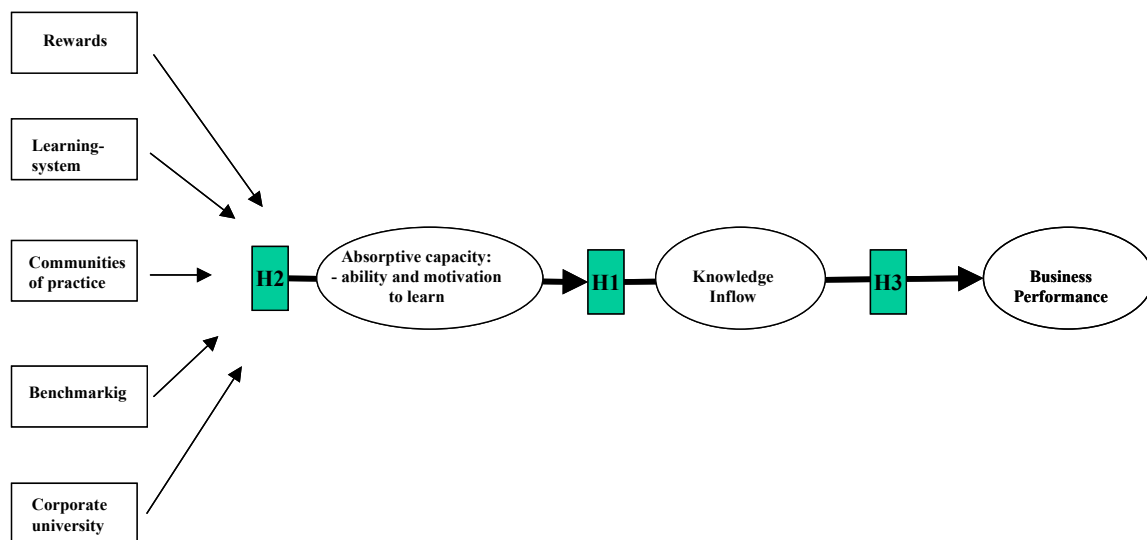 Rewards
Learning-
system
Communities
of practice
Benchmarkig
Corporate
university
H2
Absorptive capacity:
- ability and motivation
to learn
H1
Knowledge
Inflow
H3
Business
Performance